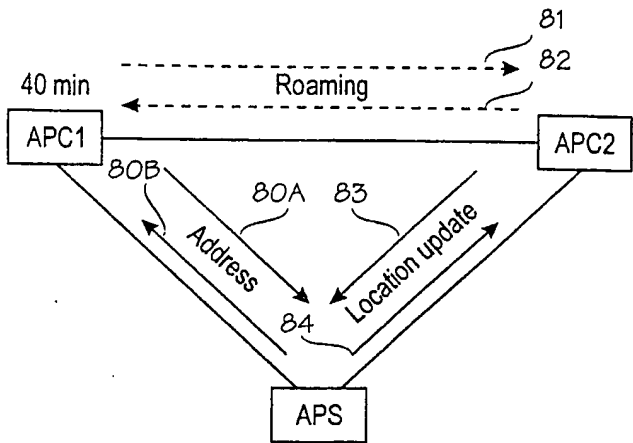 81
82
40 min
Roaming
APC1
APC2
80B
80A
83
Address
Location update
84
APS